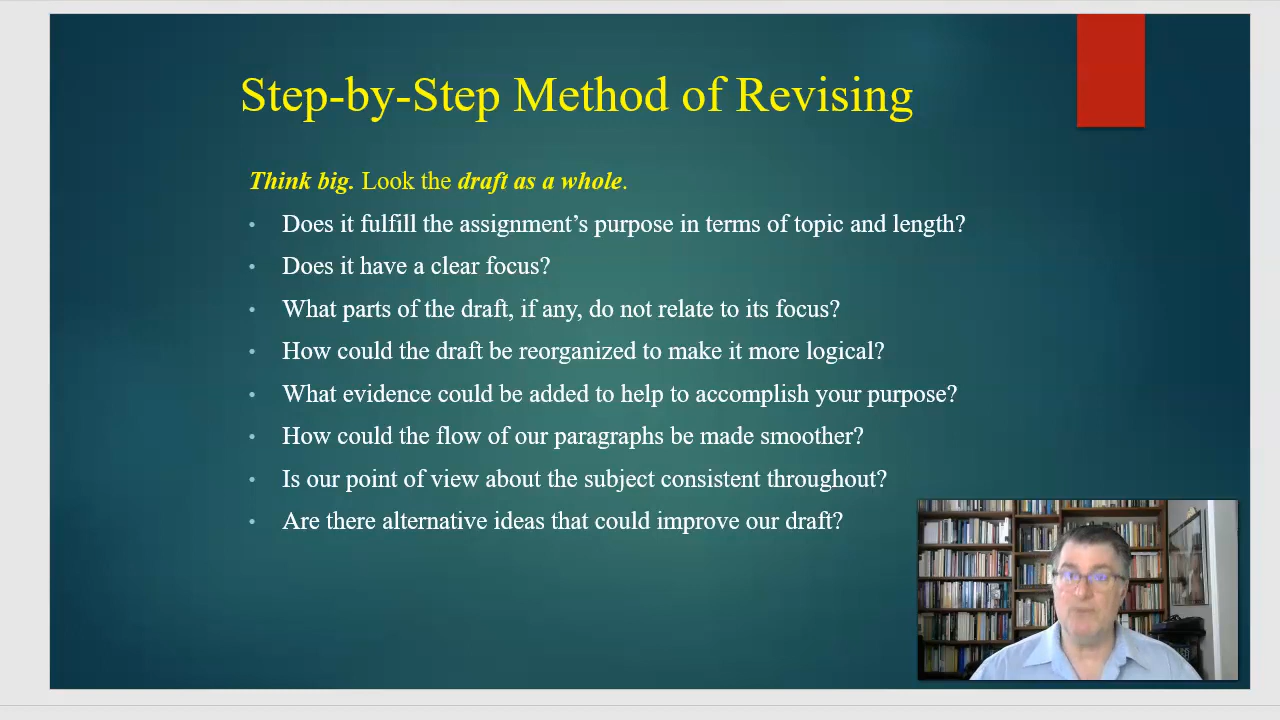 Step-by-Step Method of Revising
Think big. Look the draft as a whole.
• Does it fulfill the assignment’s purpose in terms of topic and length?
• Does it have a clear focus?
• What parts of the draft, if any, do not relate to its focus?
• How could the draft be reorganized to make it more logical?
• What evidence could be added to help to accomplish your purpose?
• How could the flow of our paragraphs be made smoother?
• Is our point of view about the subject consistent throughout?
• Are there alternative ideas that could improve our draft?